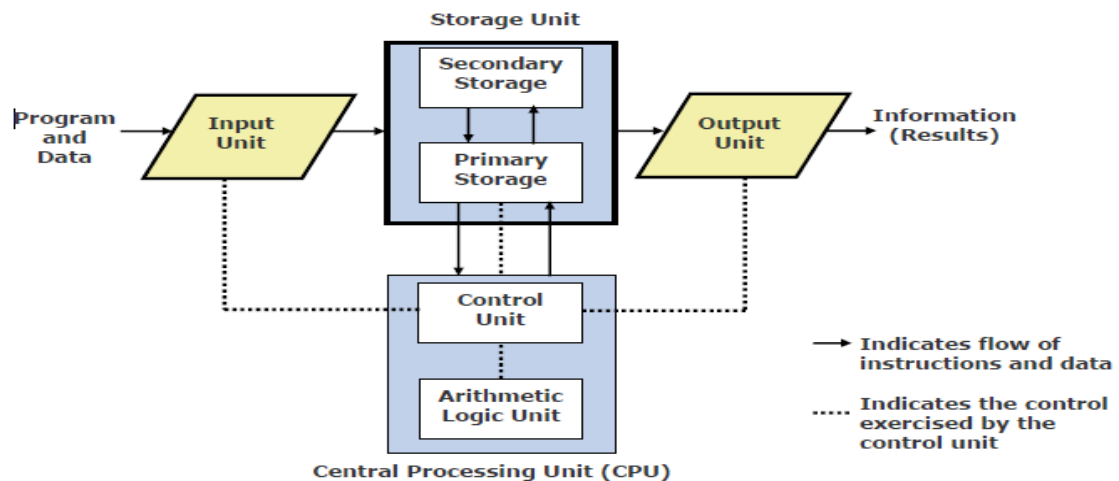 Storage Unit
Secondary
Storage
Program
and
Data
Input
Unit
Output
Unit
Information
(Results)
Primary
Storage
Control
Unit
Arithmetic
Logic Unit
Central Processing Unit (CPU)
Indicates flow of
instructions and data
Indicates the control
exercised by the
control unit